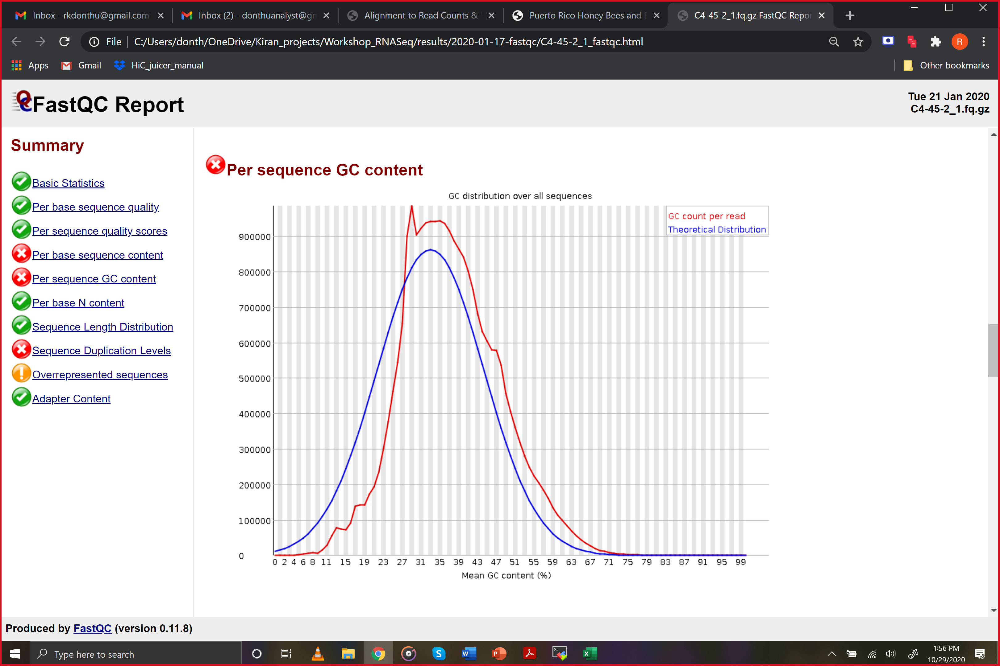 Inbox - rkdonthu@gmail.com
Inbox (2) - donthuanalyst@gm
Alignment to Read Counts &
Puerto Rico Honey Bees and
C4-45-2_1.fq.gz FastQC Repor
File
C:/Users/donth/OneDrive/Kiran_projects/Workshop_RNASeq/results/2020-01-17-fastqc/C4-45-2_1_fastqc.html
R
Apps
Gmail
HiC_juicer_manual
Other bookmarks
FastQC Report
Tue 21 Jan 2020
C4-45-2_1.fq.gz
Summary
Basic Statistics
Per base sequence quality
Per sequence quality scores
Per base sequence content
Per sequence GC content
Per base N content
Sequence Length Distribution
Sequence Duplication Levels
Overrepresented sequences
Adapter Content
Per sequence GC content
GC distribution over all sequences
GC count per read
Theoretical Distribution
900000
800000
700000
600000
500000
400000
300000
200000
100000
0
0 2 4 6 8 11 15 19 23 27 31 35 39 43 47 51 55 59 63 67 71 75 79 83 87 91 95 99
Mean GC content (%)
Produced by FastQC (version 0.11.8)
Type here to search
1:56 PM
10/29/2020